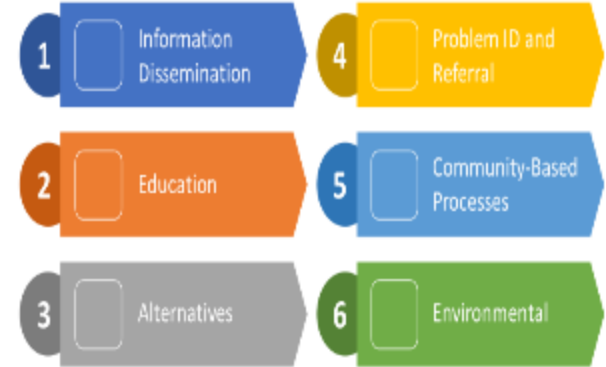 1
Information
Dissemination
2
Education
3
Alternatives
4
Problem ID and
Referral
5
Community-Based
Processes
6
Environmental